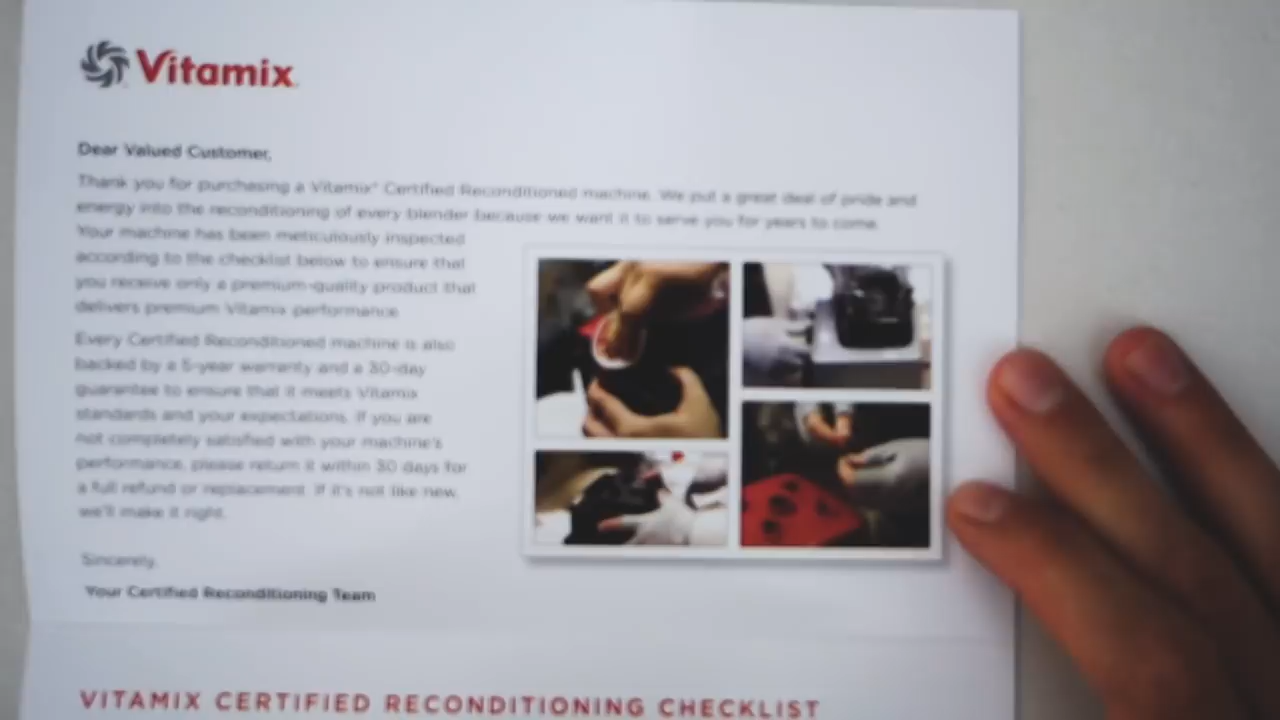 Vitamix
Dear Valued Customer,
Thank you for purchasing a Vitamix® Certified Reconditioned machine. We put a great deal of pride and
energy into the reconditioning of every blender because we want it to serve you for years to come.
Your machine has been meticulously inspected
according to the checklist below to ensure that
you receive only a premium-quality product that
delivers premium Vitamix performance.
Every Certified Reconditioned machine is also
backed by a 5-year warranty and a 30-day
guarantee to ensure that it meets Vitamix
standards and your expectations. If you are
not completely satisfied with your machine's
performance, please return it within 30 days for
a full refund or replacement. If it's not like new,
we'll make it right.
Sincerely,
Your Certified Reconditioning Team
VITAMIX CERTIFIED RECONDITIONING CHECKLIST